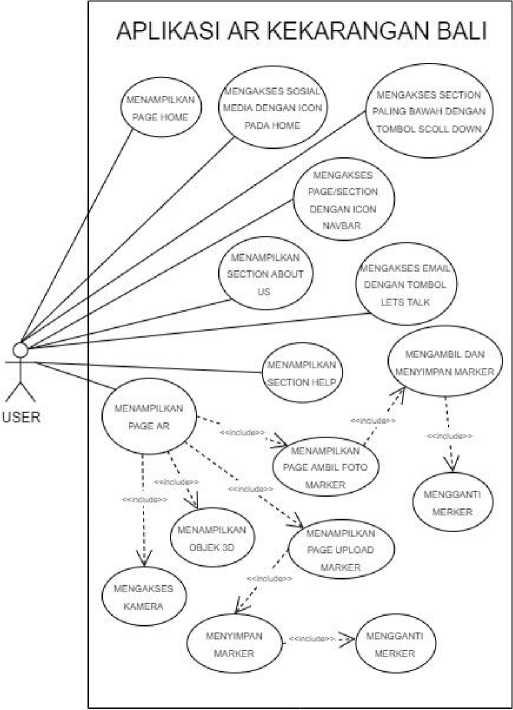 APLIKASI AR KEKARANGAN BALI
MENAMPILKAN
PAGE HOME
MENGAKSES SOSIAL
MEDIA DENGAN ICON
PADA HOME
MENGAKSES SECTION
PALING BAWAH DENGAN
TOMBOL SCOLL DOWN
MENGAKSES
PAGE/SECTION
DENGAN ICON
NAVBAR
MENAMPILKAN
SECTION ABOUT
US
MENGAKSES EMAIL
DENGAN TOMBOL
LETS TALK
USER
MENAMPILKAN
SECTION HELP
MENGAMBIL DAN
MENYIMPAN MARKER
MENAMPILKAN
PAGE AR
<<include>>
<<include>>
<<include>>
MENAMPILKAN
PAGE AMBIL FOTO
MARKER
<<include>>
<<include>>
<<include>>
MENGGANTI
MERKER
MENAMPILKAN
OBJEK 3D
MENAMPILKAN
PAGE UPLOAD
MARKER
<<include>>
MENGAKSES
KAMERA
MENYIMPAN
MARKER
<<include>>
MENGGANTI
MERKER